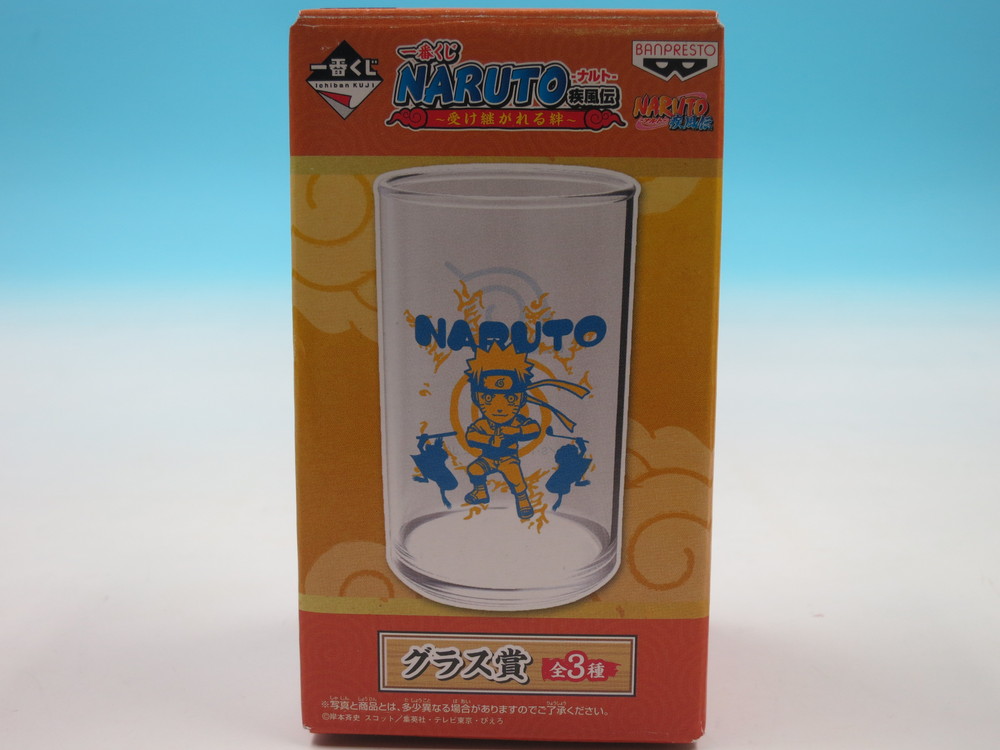 一番くじ
Ichiban KUJI
一番くじ
NARUTO -ナルト- 疾風伝
~受け継がれる絆~
BANPRESTO
NARUTO
疾風伝
NARUTO
グラス賞 全3種
※写真と商品とは、多少異なる場合がありますのでご了承ください。
©岸本斉史 スコット/集英社・テレビ東京・ぴえろ